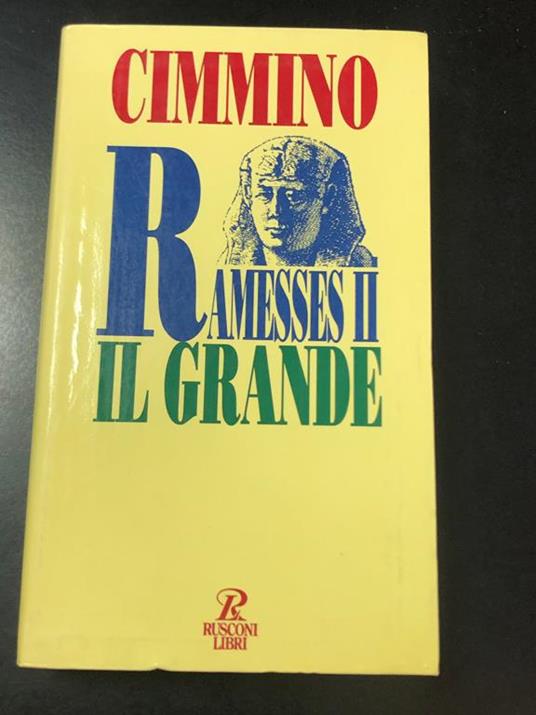 CIMMINO
RAMESSES II
IL GRANDE
RUSCONI
LIBRI